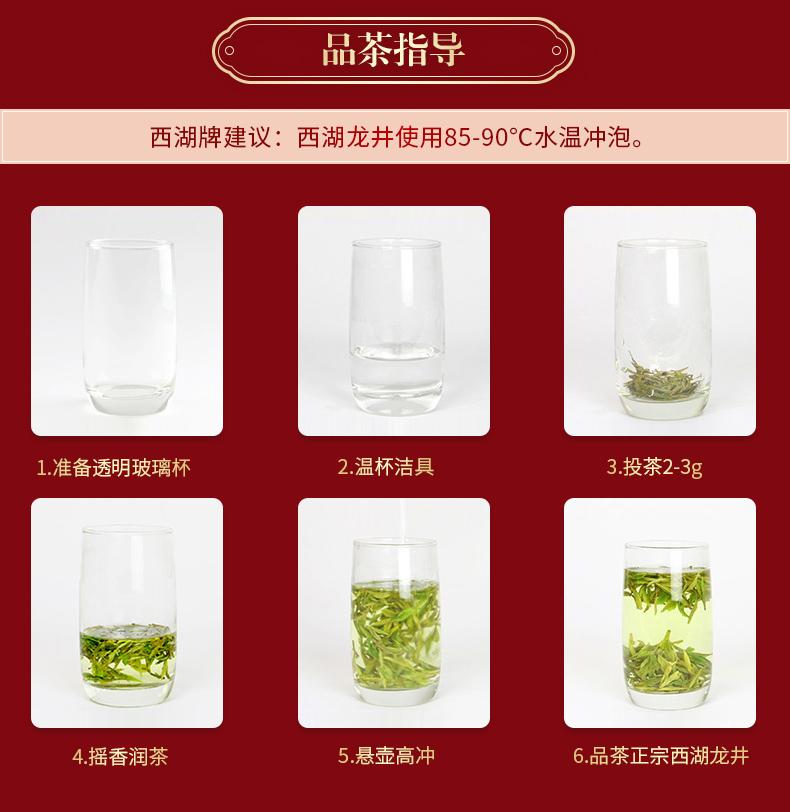 品茶指导
西湖牌建议：西湖龙井使用85-90℃水温冲泡。
1.准备透明玻璃杯
2.温杯洁具
3.投茶2-3g
4.摇香润茶
5.悬壶高冲
6.品茶正宗西湖龙井